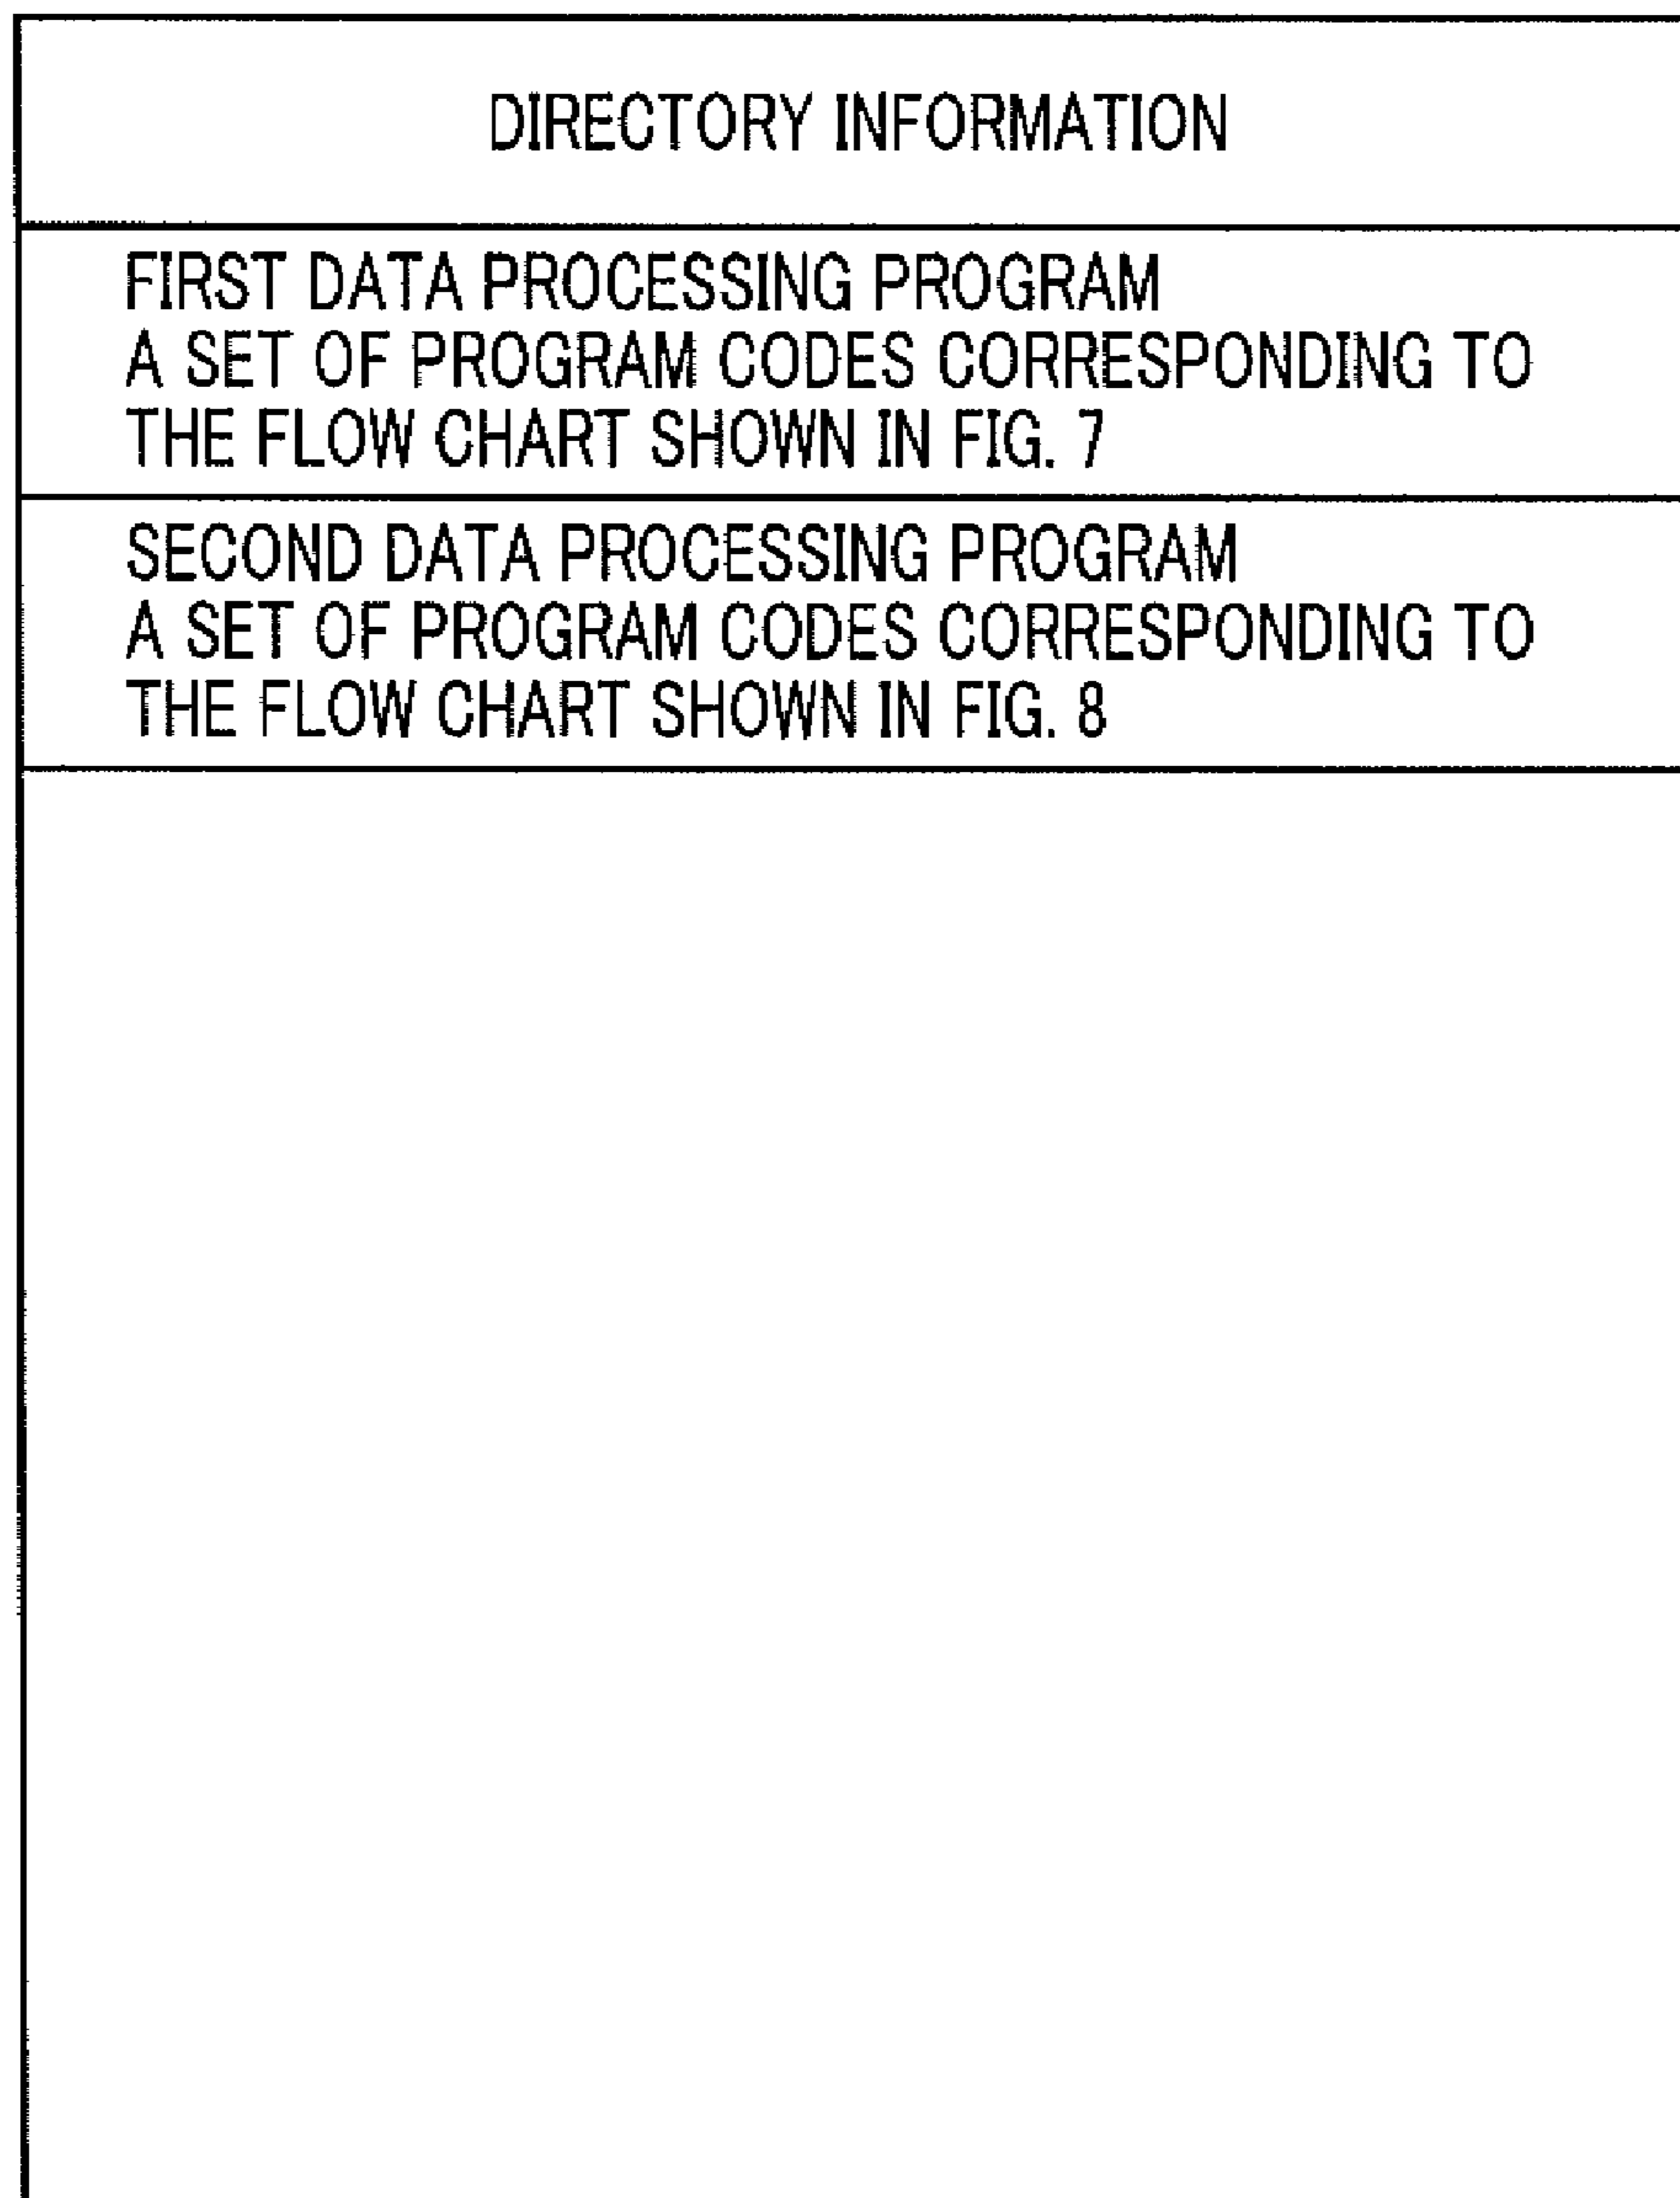 DIRECTORY INFORMATION
FIRST DATA PROCESSING PROGRAM
A SET OF PROGRAM CODES CORRESPONDING TO
THE FLOW CHART SHOWN IN FIG. 7
SECOND DATA PROCESSING PROGRAM
A SET OF PROGRAM CODES CORRESPONDING TO
THE FLOW CHART SHOWN IN FIG. 8